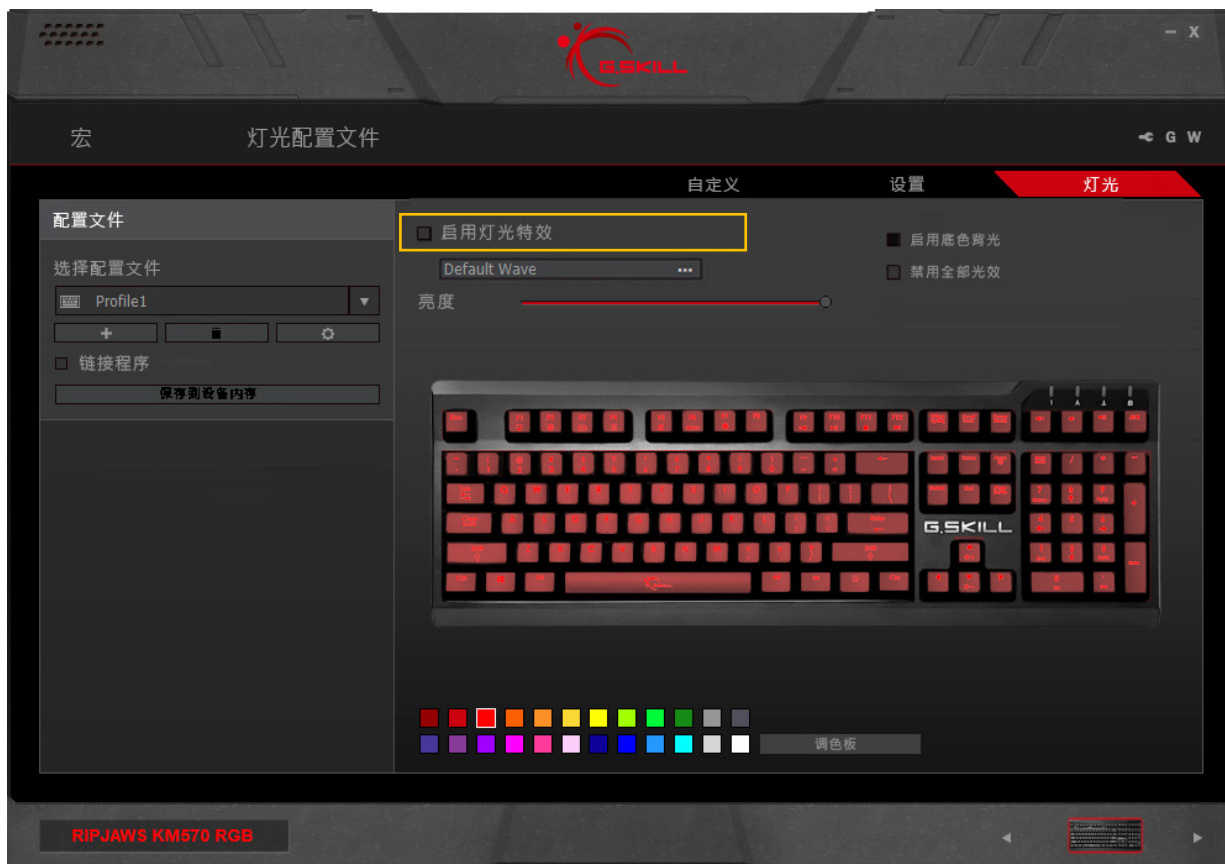 G.SKILL
- X
宏 灯光配置文件 G W
自定义 设置 灯光
配置文件
启用灯光特效
启用底色背光
选择配置文件
Default Wave ...
禁用全部光效
Profile1
亮度
链接程序
保存到设备内存
G.SKILL
调色板
RIPJAWS KM570 RGB